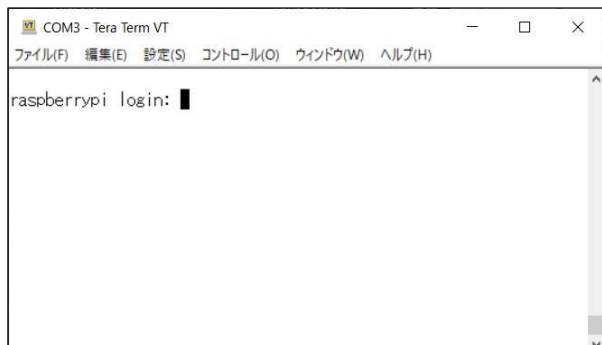 COM3 - Tera Term VT
ファイル(F) 編集(E) 設定(S) コントロール(O) ウィンドウ(W) ヘルプ(H)
raspberrypi login: